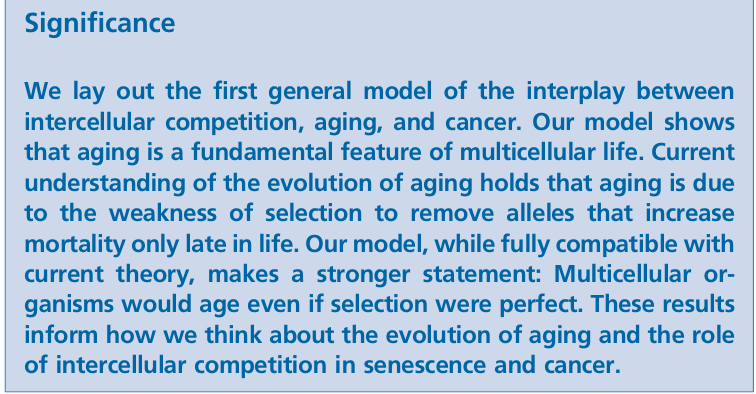 Significance
We lay out the first general model of the interplay between
intercellular competition, aging, and cancer. Our model shows
that aging is a fundamental feature of multicellular life. Current
understanding of the evolution of aging holds that aging is due
to the weakness of selection to remove alleles that increase
mortality only late in life. Our model, while fully compatible with
current theory, makes a stronger statement: Multicellular or-
ganisms would age even if selection were perfect. These results
inform how we think about the evolution of aging and the role
of intercellular competition in senescence and cancer.